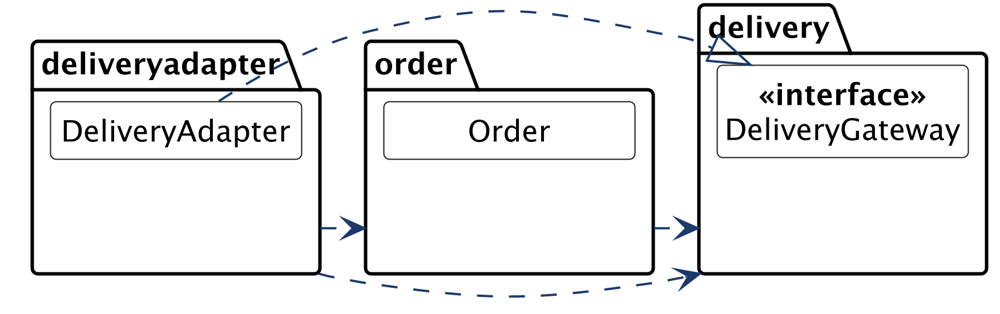 deliveryadapter
DeliveryAdapter
order
Order
delivery
«interface»
DeliveryGateway